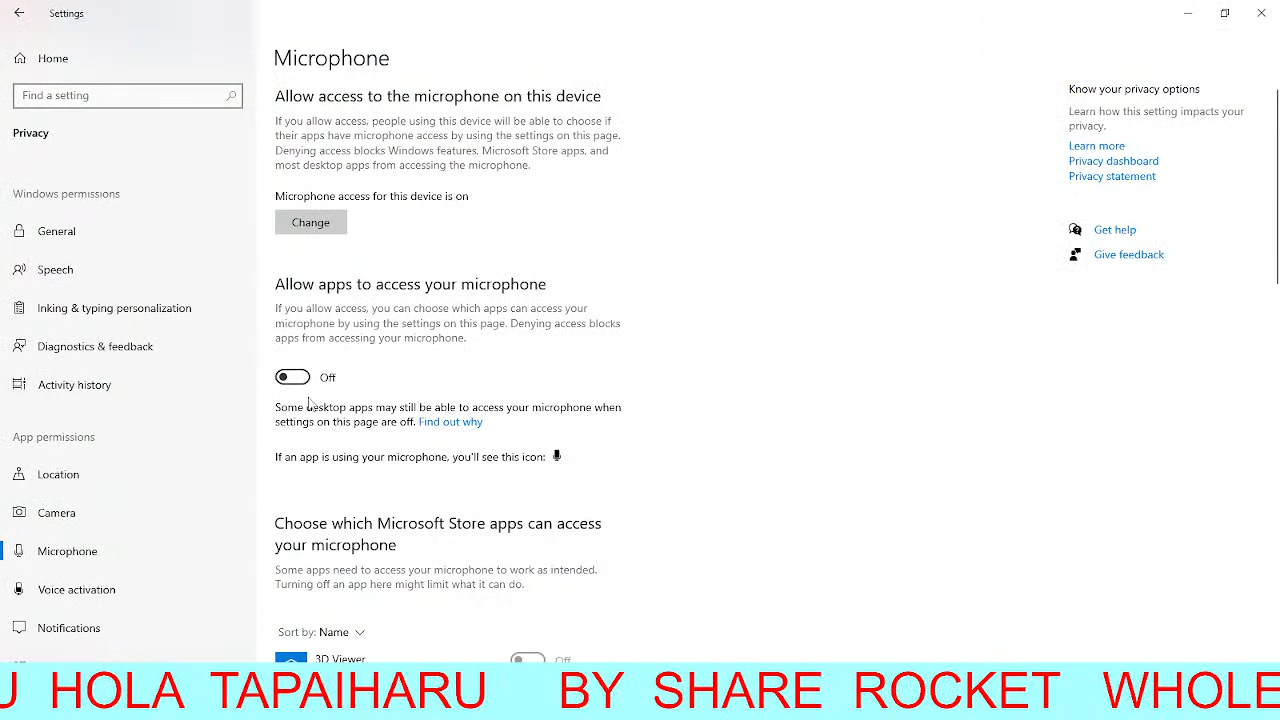 Settings
Home
Find a setting
Privacy
Windows permissions
General
Speech
Inking & typing personalization
Diagnostics & feedback
Activity history
App permissions
Location
Camera
Microphone
Voice activation
Notifications
Microphone
Allow access to the microphone on this device
If you allow access, people using this device will be able to choose if
their apps have microphone access by using the settings on this page.
Denying access blocks Windows features, Microsoft Store apps, and
most desktop apps from accessing the microphone.
Microphone access for this device is on
Change
Allow apps to access your microphone
If you allow access, you can choose which apps can access your
microphone by using the settings on this page. Denying access blocks
apps from accessing your microphone.
Off
Some desktop apps may still be able to access your microphone when
settings on this page are off. Find out why
If an app is using your microphone, you'll see this icon:
Choose which Microsoft Store apps can access
your microphone
Some apps need to access your microphone to work as intended.
Turning off an app here might limit what it can do.
Sort by: Name
3D Viewer Off
Know your privacy options
Learn how this setting impacts your
privacy.
Learn more
Privacy dashboard
Privacy statement
Get help
Give feedback
U HOLA TAPAIHARU BY SHARE ROCKET WHOLE